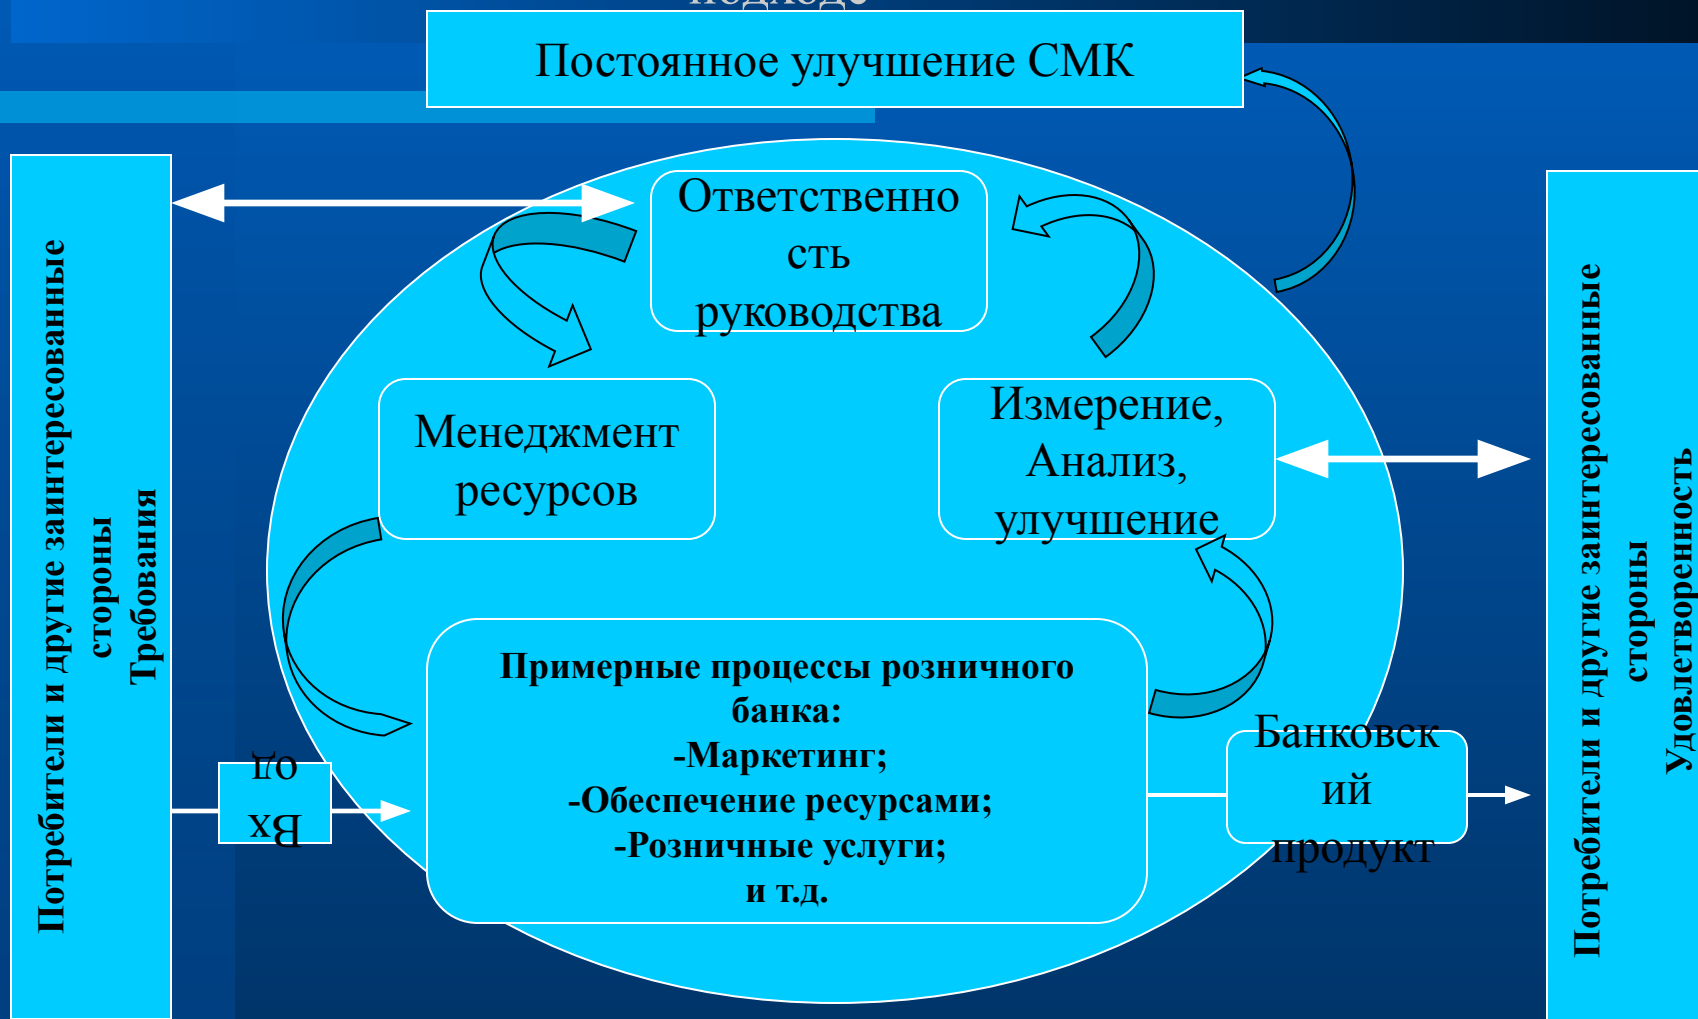 подходе
Постоянное улучшение СМК
Потребители и другие заинтересованные
стороны
Требования
Ответственно
сть
руководства
Менеджмент
ресурсов
Измерение,
Анализ,
улучшение
Примерные процессы розничного
банка:
-Маркетинг;
-Обеспечение ресурсами;
-Розничные услуги;
и т.д.
Вх
од
Банковск
ий
продукт
Потребители и другие заинтересованные
стороны
Удовлетворенность